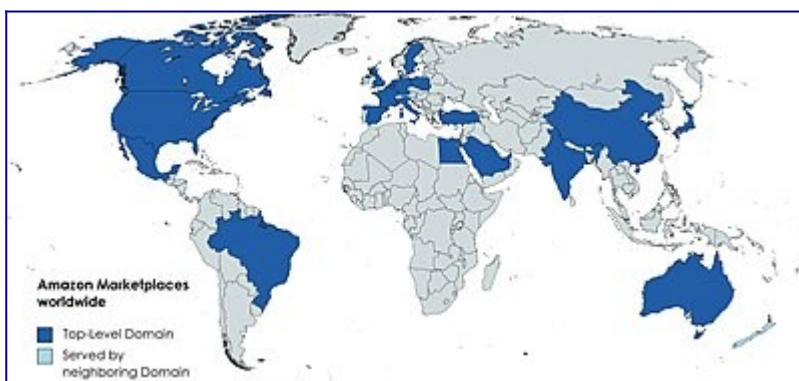 Amazon Marketplaces
worldwide
Top-Level Domain
Served by
neighboring Domain